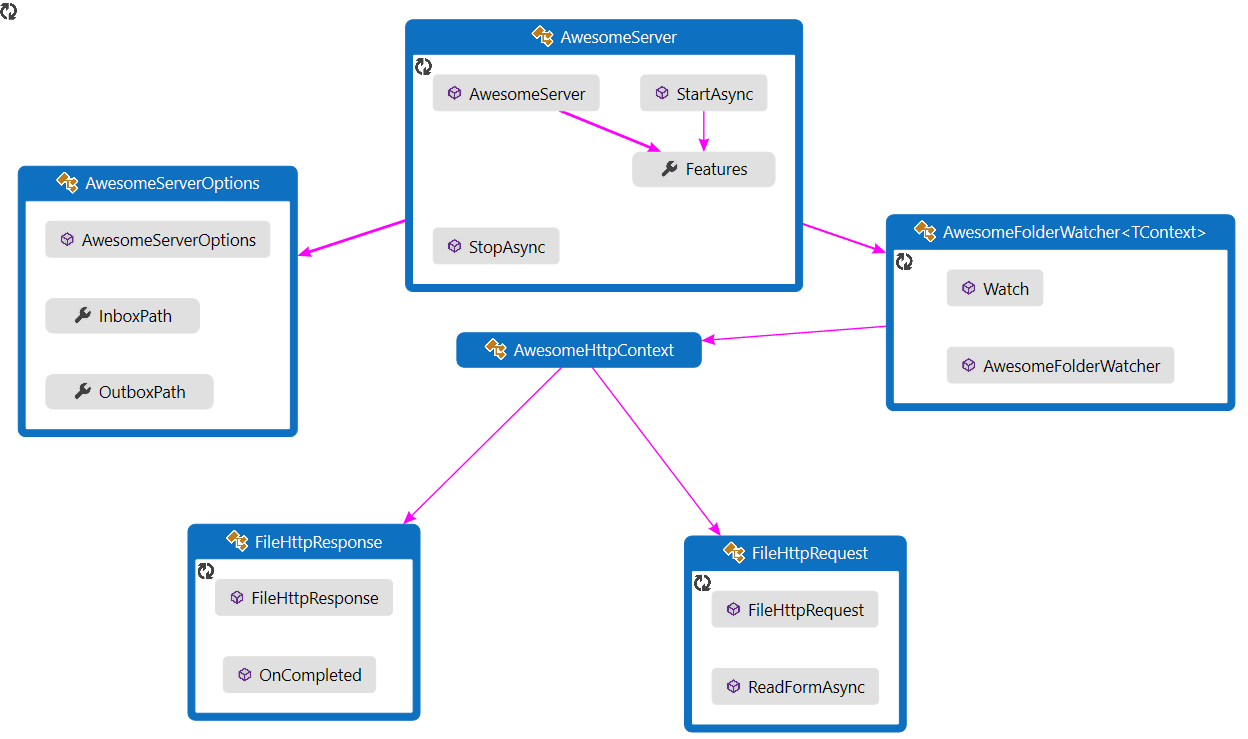 AwesomeServer
AwesomeServer
StartAsync
Features
StopAsync
AwesomeServerOptions
AwesomeServerOptions
InboxPath
OutboxPath
AwesomeFolderWatcher<TContext>
Watch
AwesomeFolderWatcher
AwesomeHttpContext
FileHttpResponse
FileHttpResponse
OnCompleted
FileHttpRequest
FileHttpRequest
ReadFormAsync